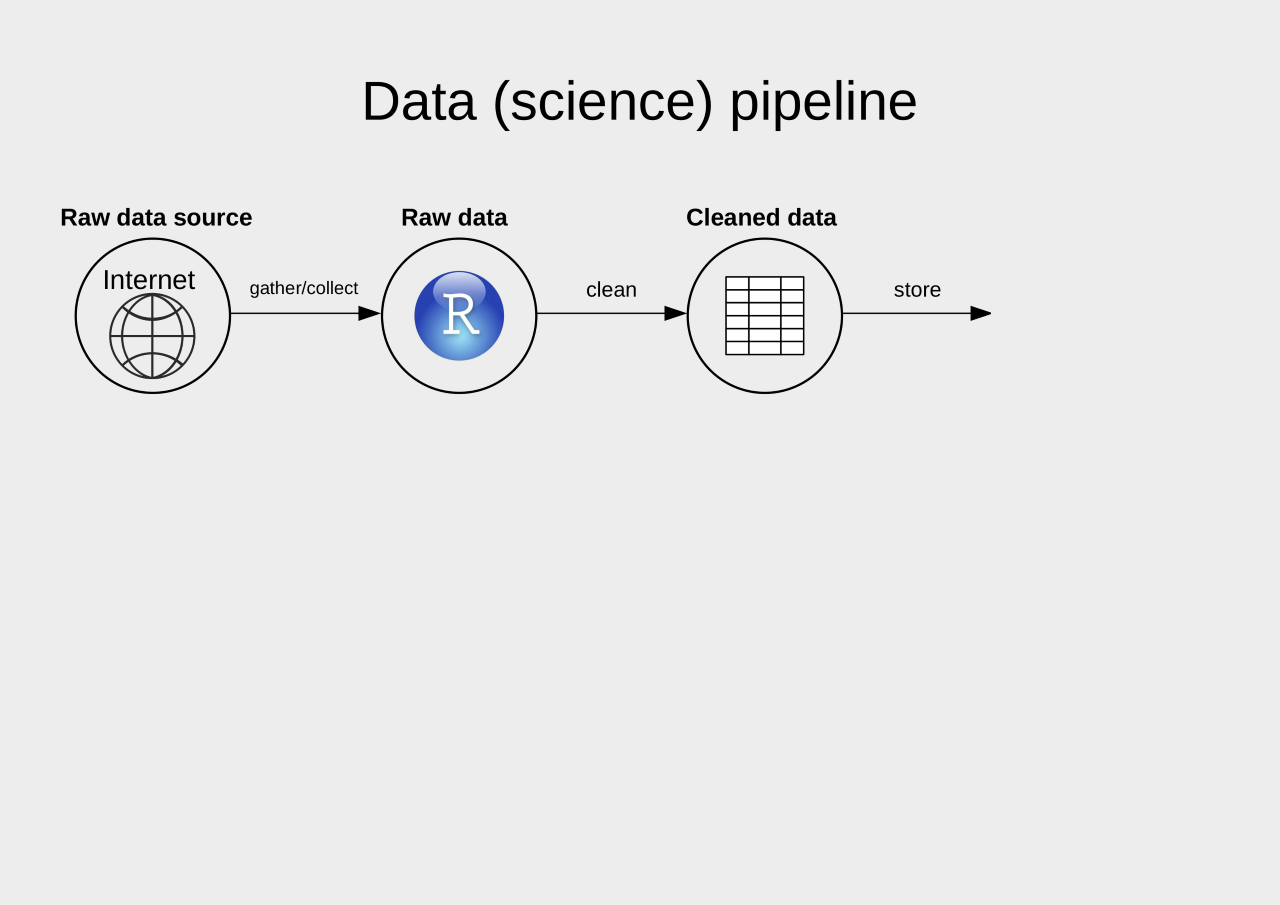 Data (science) pipeline
Raw data source
Raw data
Cleaned data
Internet
gather/collect
R
clean
store